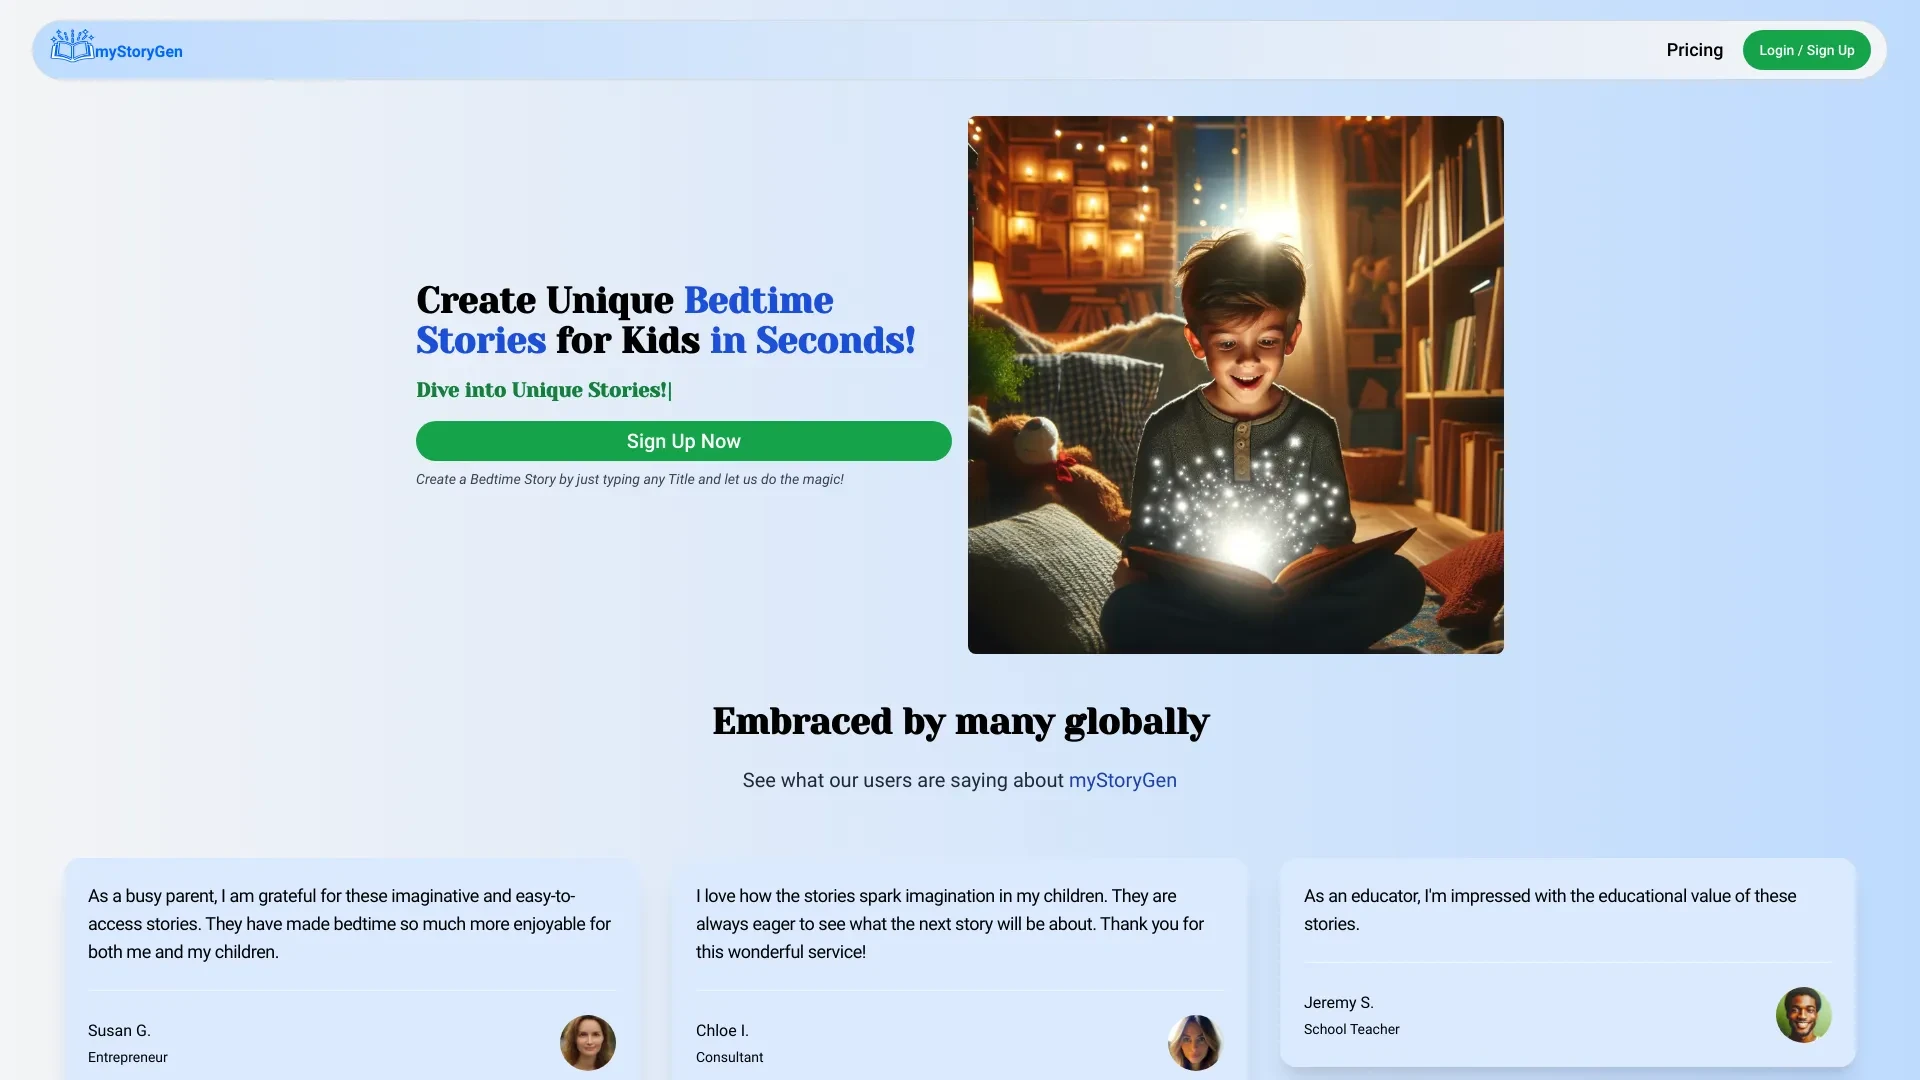 myStoryGen
Pricing
Login / Sign Up
Create Unique Bedtime
Stories for Kids in Seconds!
Dive into Unique Stories!|
Sign Up Now
Create a Bedtime Story by just typing any Title and let us do the magic!
Embraced by many globally
See what our users are saying about myStoryGen
As a busy parent, I am grateful for these imaginative and easy-to-
access stories. They have made bedtime so much more enjoyable for
both me and my children.
Susan G.
Entrepreneur
I love how the stories spark imagination in my children. They are
always eager to see what the next story will be about. Thank you for
this wonderful service!
Chloe I.
Consultant
As an educator, I'm impressed with the educational value of these
stories.
Jeremy S.
School Teacher